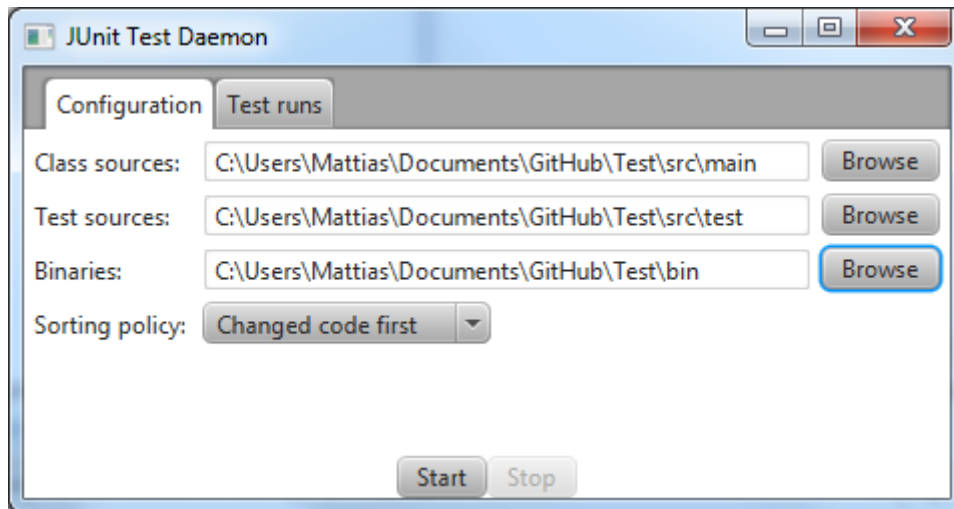 JUnit Test Daemon
Configuration Test runs
Class sources: C:\Users\Mattias\Documents\GitHub\Test\src\main Browse
Test sources: C:\Users\Mattias\Documents\GitHub\Test\src\test Browse
Binaries: C:\Users\Mattias\Documents\GitHub\Test\bin Browse
Sorting policy: Changed code first
Start Stop